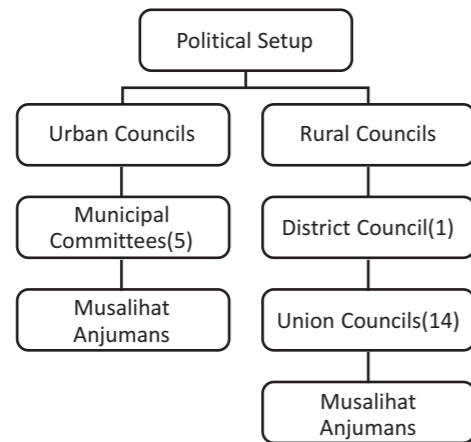 Political Setup
Urban Councils
Rural Councils
Municipal
Committees(5)
District Council(1)
Musalihat
Anjumans
Union Councils(14)
Musalihat
Anjumans